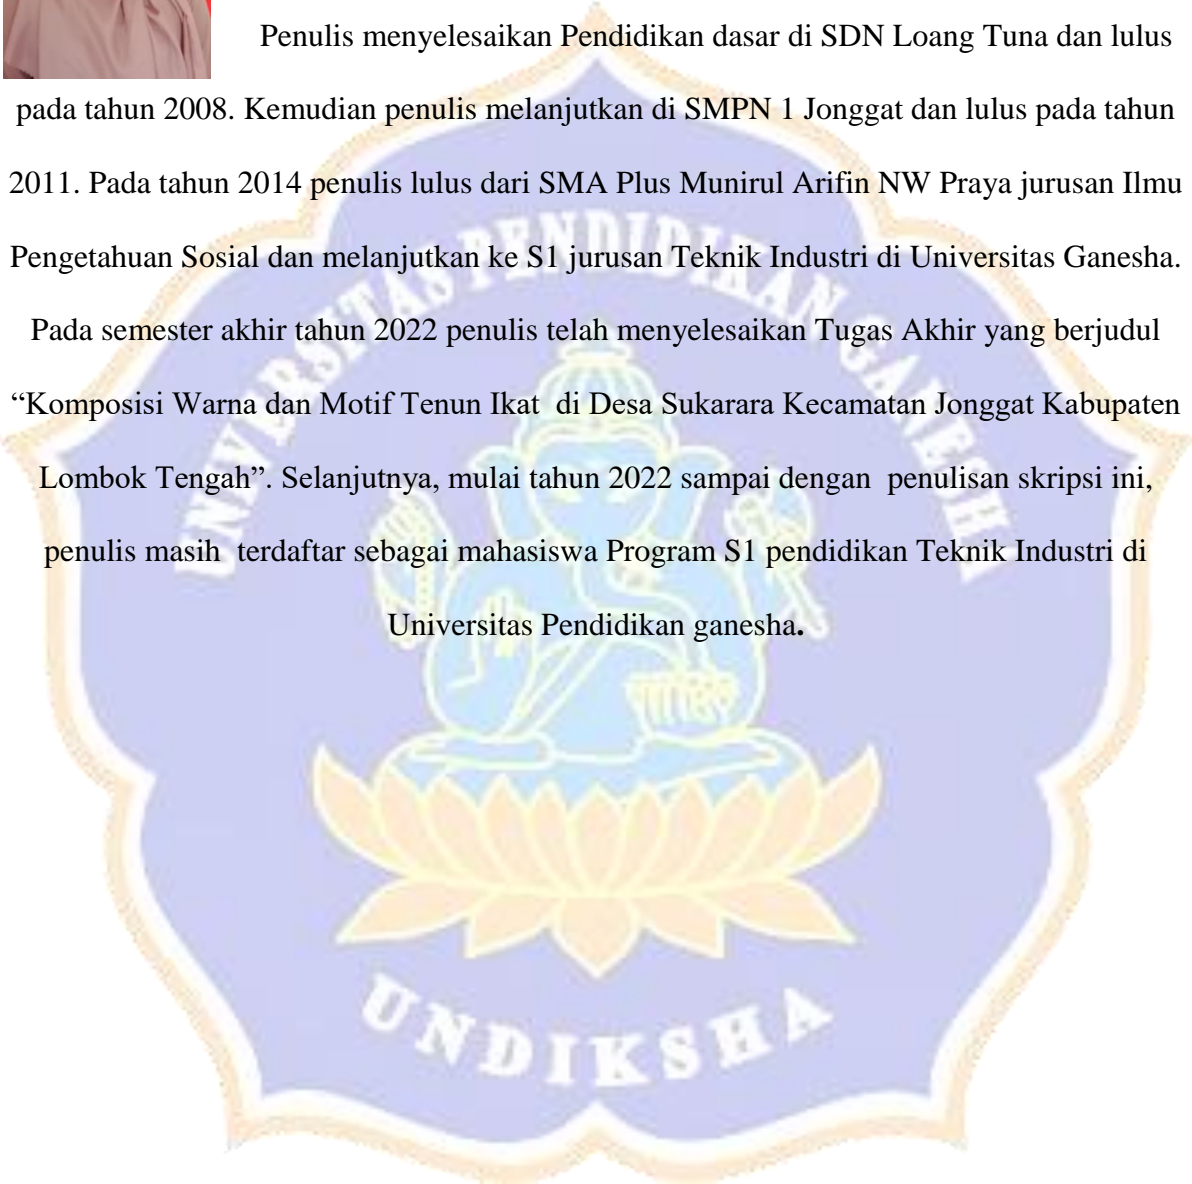 Penulis menyelesaikan Pendidikan dasar di SDN Loang Tuna dan lulus
pada tahun 2008. Kemudian penulis melanjutkan di SMPN 1 Jonggat dan lulus pada tahun
2011. Pada tahun 2014 penulis lulus dari SMA Plus Munirul Arifin NW Praya jurusan Ilmu
Pengetahuan Sosial dan melanjutkan ke S1 jurusan Teknik Industri di Universitas Ganesha.
Pada semester akhir tahun 2022 penulis telah menyelesaikan Tugas Akhir yang berjudul
“Komposisi Warna dan Motif Tenun Ikat  di Desa Sukarara Kecamatan Jonggat Kabupaten
Lombok Tengah”. Selanjutnya, mulai tahun 2022 sampai dengan  penulisan skripsi ini,
penulis masih  terdaftar sebagai mahasiswa Program S1 pendidikan Teknik Industri di
Universitas Pendidikan ganesha.
UNIVERSITAS PENDIDIKAN GANESHA
UNDIKSHA